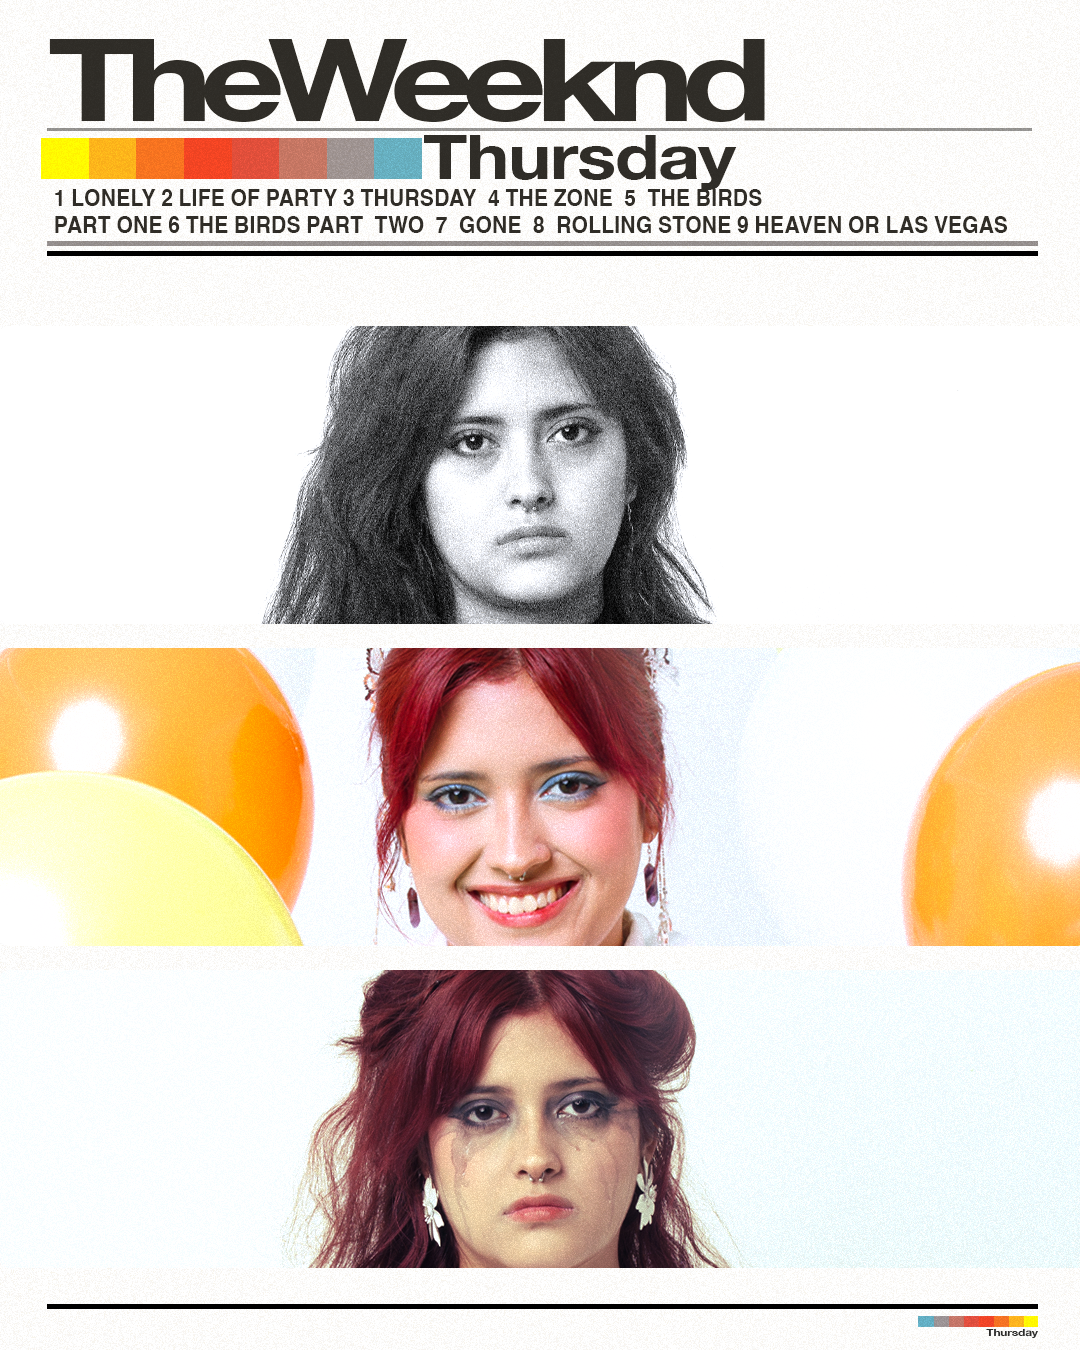 TheWeeknd
Thursday
1 LONELY 2 LIFE OF PARTY 3 THURSDAY 4 THE ZONE 5 THE BIRDS
PART ONE 6 THE BIRDS PART TWO 7 GONE 8 ROLLING STONE 9 HEAVEN OR LAS VEGAS
Thursday